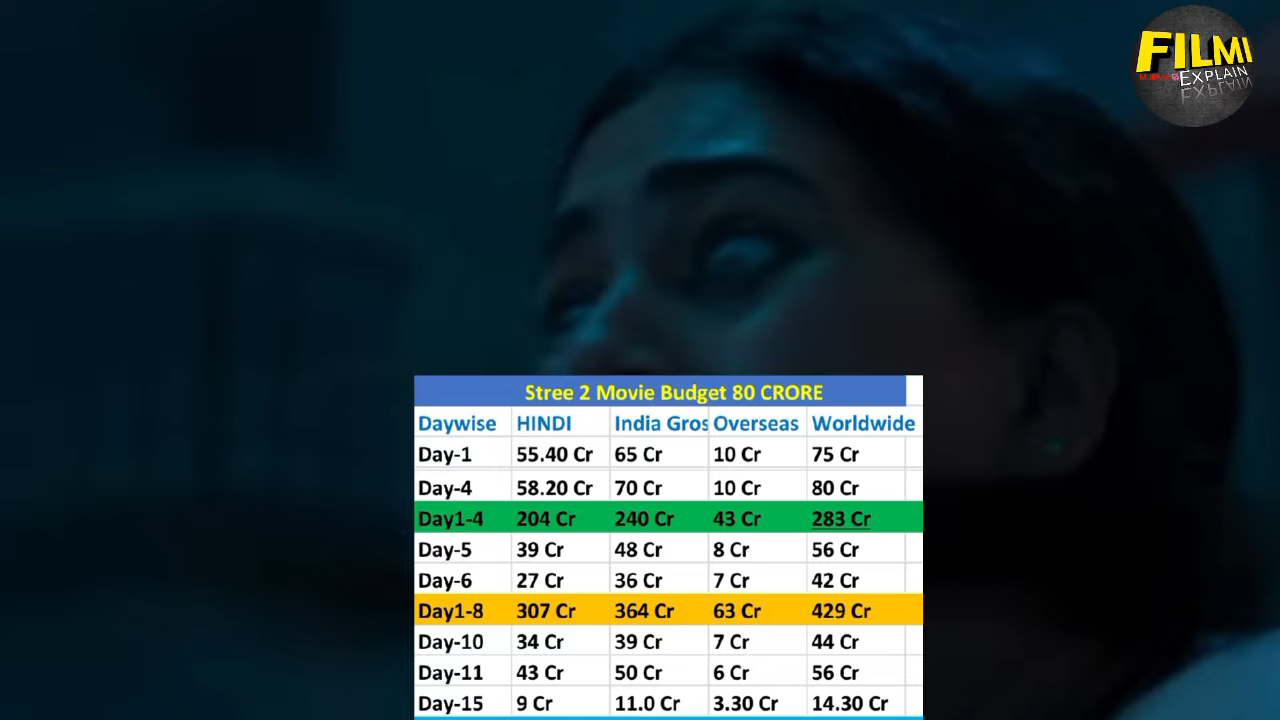 FILMI
EXPLAIN
Stree 2 Movie Budget 80 CRORE
Daywise HINDI India Gros Overseas Worldwide
Day-1 55.40 Cr 65 Cr 10 Cr 75 Cr
Day-4 58.20 Cr 70 Cr 10 Cr 80 Cr
Day1-4 204 Cr 240 Cr 43 Cr 283 Cr
Day-5 39 Cr 48 Cr 8 Cr 56 Cr
Day-6 27 Cr 36 Cr 7 Cr 42 Cr
Day1-8 307 Cr 364 Cr 63 Cr 429 Cr
Day-10 34 Cr 39 Cr 7 Cr 44 Cr
Day-11 43 Cr 50 Cr 6 Cr 56 Cr
Day-15 9 Cr 11.0 Cr 3.30 Cr 14.30 Cr